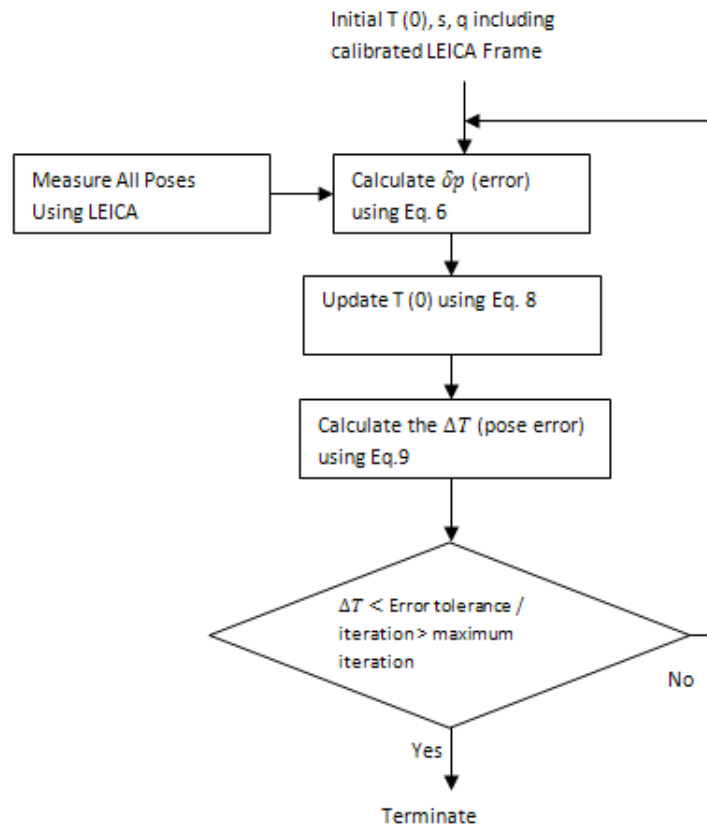 Initial T (0), s, q including
calibrated LEICA Frame
Measure All Poses
Using LEICA
Calculate δp (error)
using Eq. 6
Update T (0) using Eq. 8
Calculate the ΔT (pose error)
using Eq.9
ΔT < Error tolerance /
iteration > maximum
iteration
No
Yes
Terminate